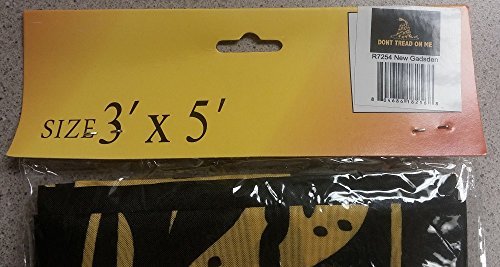 DONT TREAD ON ME
R7254 New Gadsden
SIZE 3' x 5'